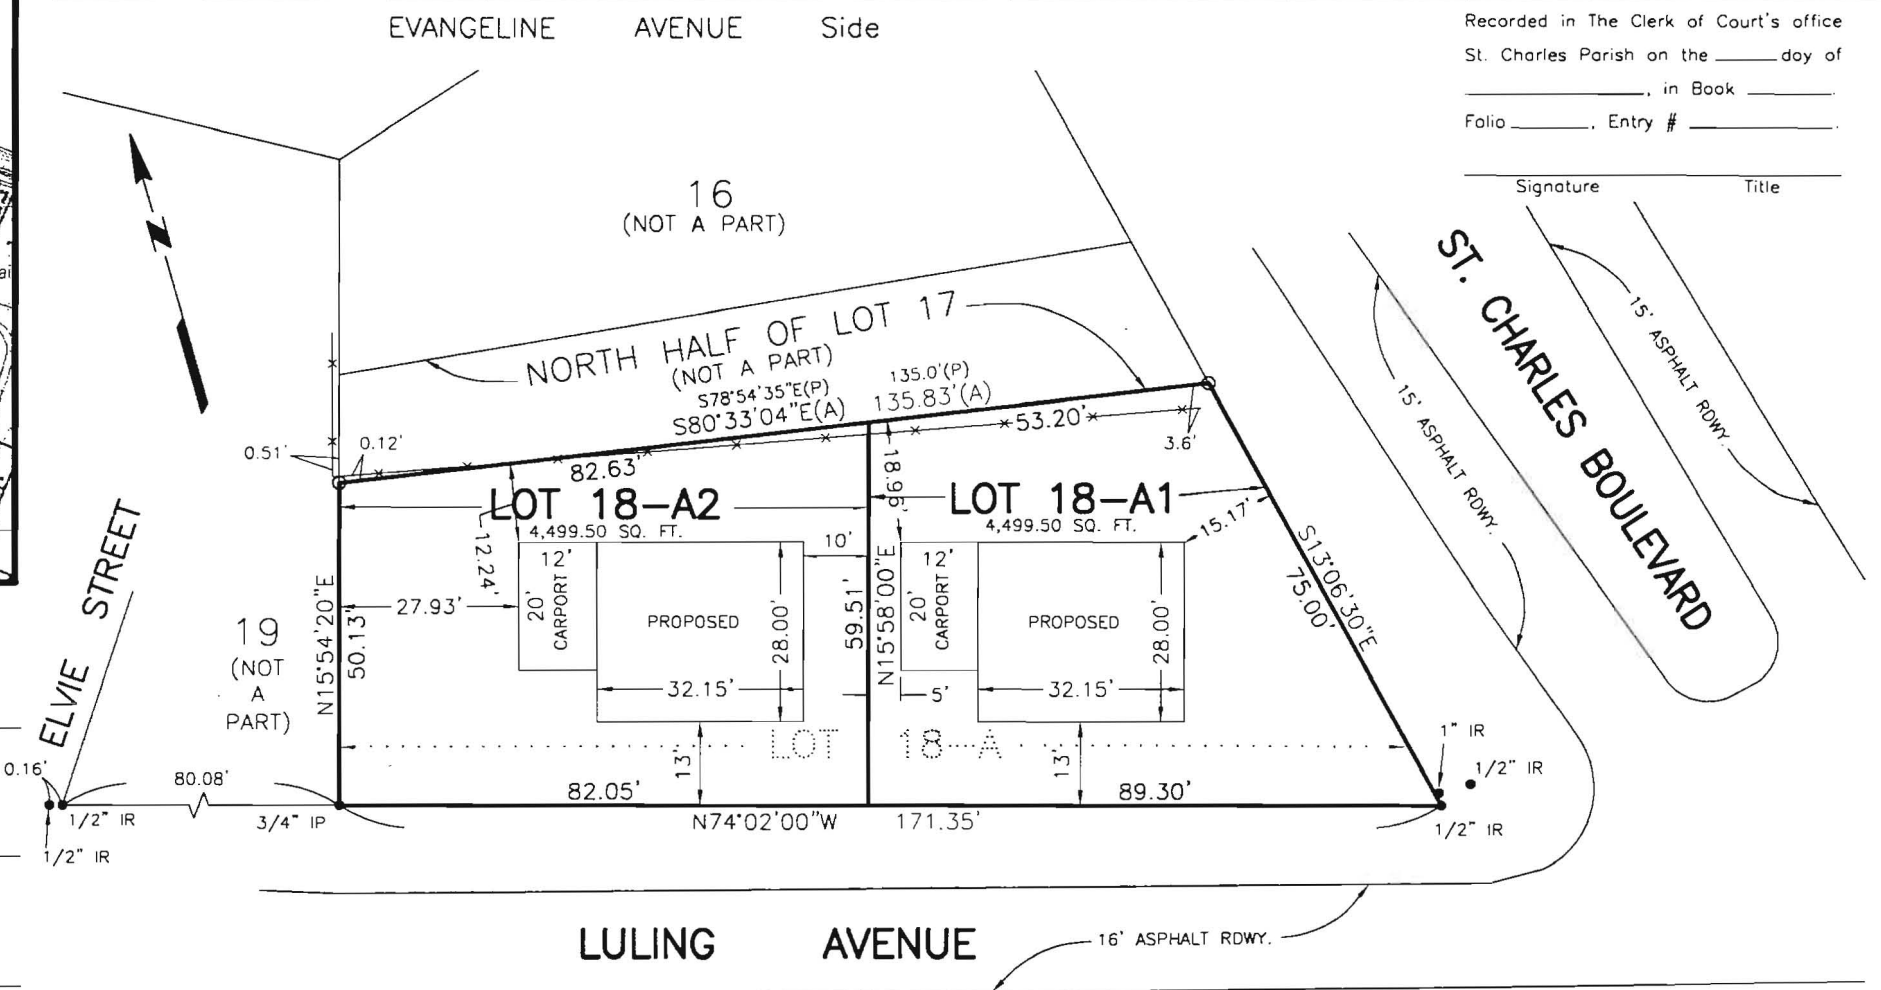 EVANGELINE AVENUE Side
Recorded in The Clerk of Court's office
St. Charles Parish on the ______ day of
____________, in Book ______.
Folio ______, Entry # ____________.
Signature Title
N
16
(NOT A PART)
NORTH HALF OF LOT 17
(NOT A PART)
S78°54'35"E(P)
135.0'(P)
S80°33'04"E(A)
135.83'(A)
53.20'
3.6'
0.51'
0.12'
82.63'
18.95'
LOT 18-A2
4,499.50 SQ. FT.
LOT 18-A1
4,499.50 SQ. FT.
15.17'
12.24'
10'
12'
20'
CARPORT
27.93'
PROPOSED
28.00'
32.15'
59.51'
N15°58'00"E
12'
20'
CARPORT
5'
PROPOSED
28.00'
32.15'
S13°06'30"E
75.00'
N15°54'20"E
50.13'
19
(NOT
A
PART)
ELVIE STREET
LOT 18-A
13'
13'
0.16'
80.08'
1/2" IR
1/2" IR
3/4" IP
82.05'
89.30'
N74°02'00"W 171.35'
1" IR
1/2" IR
1/2" IR
ST. CHARLES BOULEVARD
15' ASPHALT RDWY.
15' ASPHALT RDWY.
LULING AVENUE
16' ASPHALT RDWY.